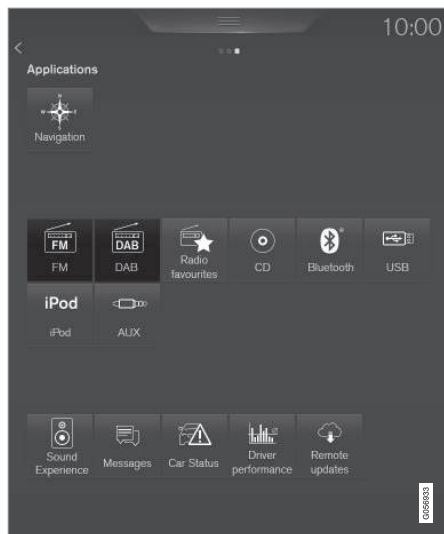 10:00
Applications
N
W
E
S
Navigation
FM
DAB
FM
DAB
Radio
favourites
CD
Bluetooth
USB
iPod
iPod
AUX
Sound
Experience
Messages
Car Status
Driver
performance
Remote
updates
G056933